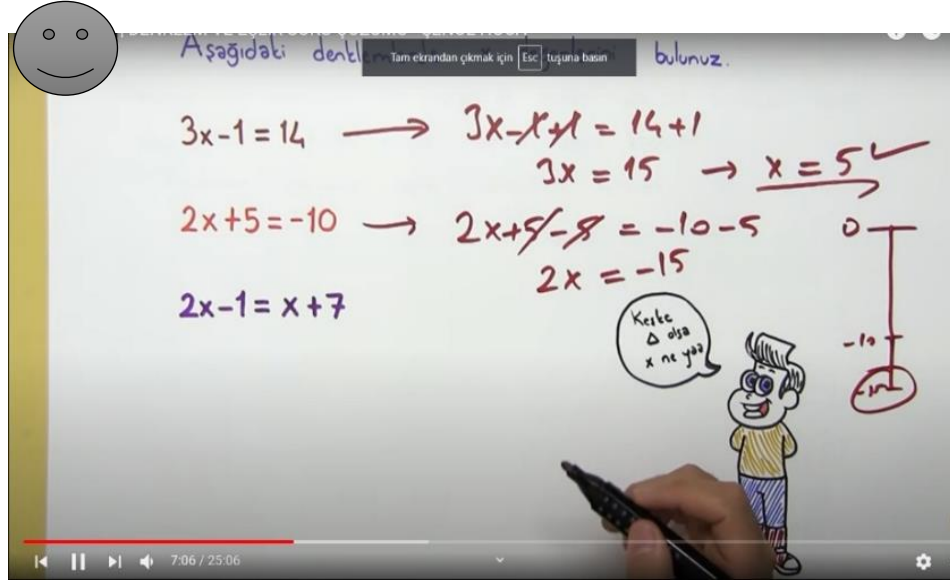 Aşağıdaki bulunuz.
Tam ekrandan çıkmak için Esc tuşuna basın
3x-1=14 → 3x-1+1 = 14+1
3x = 15 → x = 5 ✓
2x+5=-10 → 2x+5-5 = -10-5
2x = -15
2x-1= x+7
0
-10
Keşke
Δ olsa
x ne yaa
7:06 / 25:06